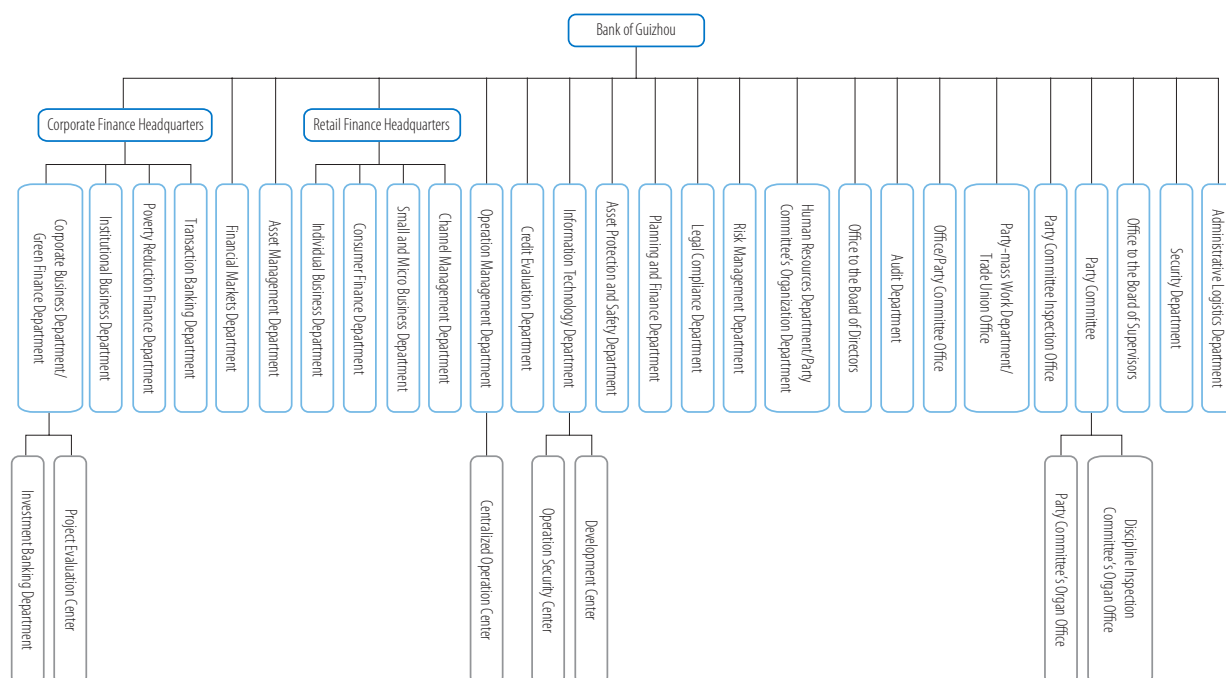 Bank of Guizhou
Corporate Finance Headquarters
Retail Finance Headquarters
Corporate Business Department/
Green Finance Department
Institutional Business Department
Poverty Reduction Finance Department
Transaction Banking Department
Financial Markets Department
Asset Management Department
Individual Business Department
Consumer Finance Department
Small and Micro Business Department
Channel Management Department
Operation Management Department
Credit Evaluation Department
Information Technology Department
Asset Protection and Safety Department
Planning and Finance Department
Legal Compliance Department
Risk Management Department
Human Resources Department/Party
Committee's Organization Department
Office to the Board of Directors
Audit Department
Office/Party Committee Office
Party-mass Work Department/
Trade Union Office
Party Committee Inspection Office
Party Committee
Office to the Board of Supervisors
Security Department
Administrative Logistics Department
Investment Banking Department
Project Evaluation Center
Centralized Operation Center
Operation Security Center
Development Center
Party Committee's Organ Office
Discipline Inspection
Committee's Organ Office